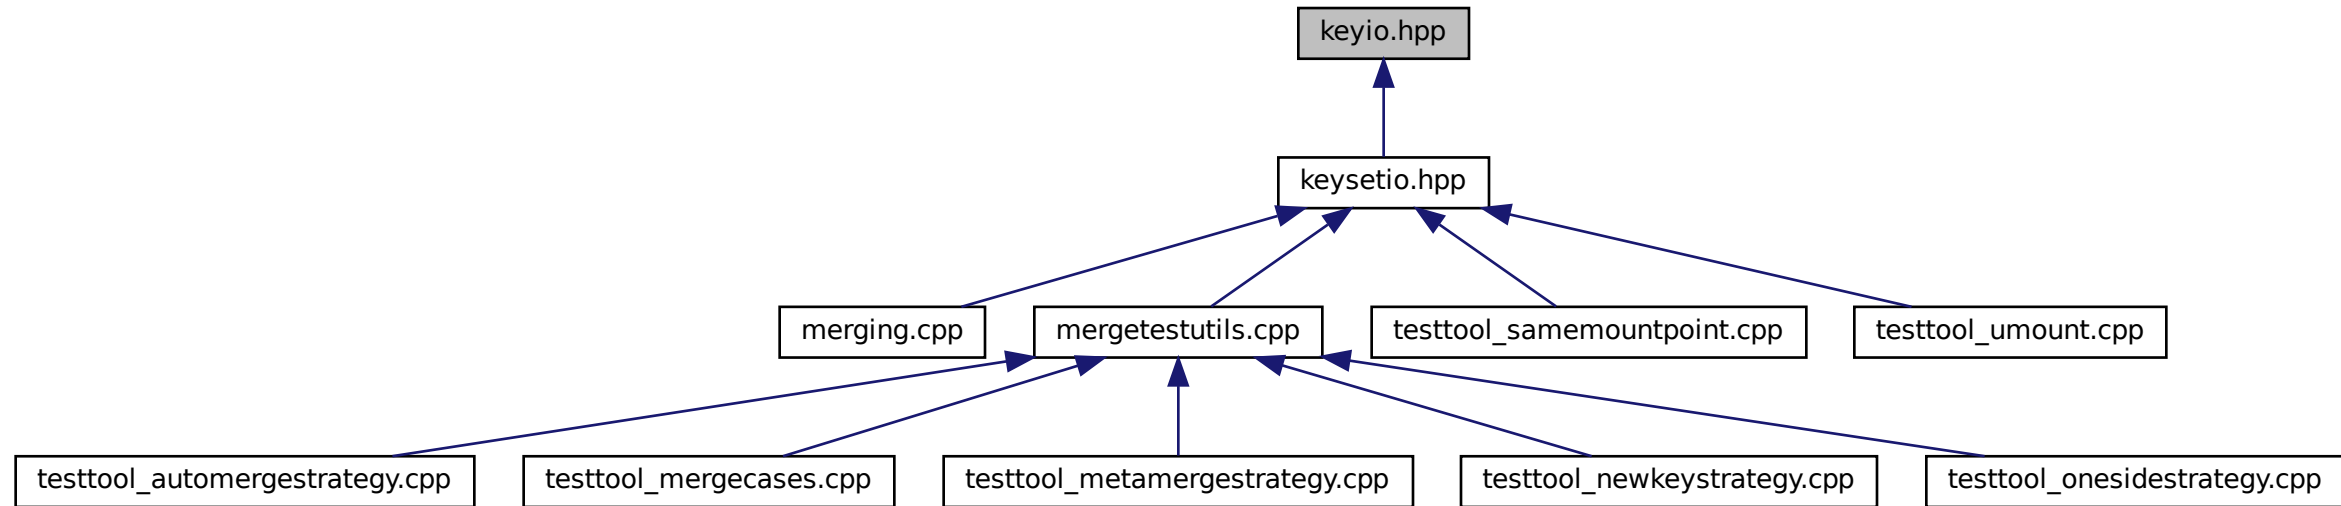 keyio.hpp
keysetio.hpp
merging.cpp
mergetestutils.cpp
testtool_samemountpoint.cpp
testtool_umount.cpp
testtool_automergestrategy.cpp
testtool_mergecases.cpp
testtool_metamergestrategy.cpp
testtool_newkeystrategy.cpp
testtool_onesidestrategy.cpp